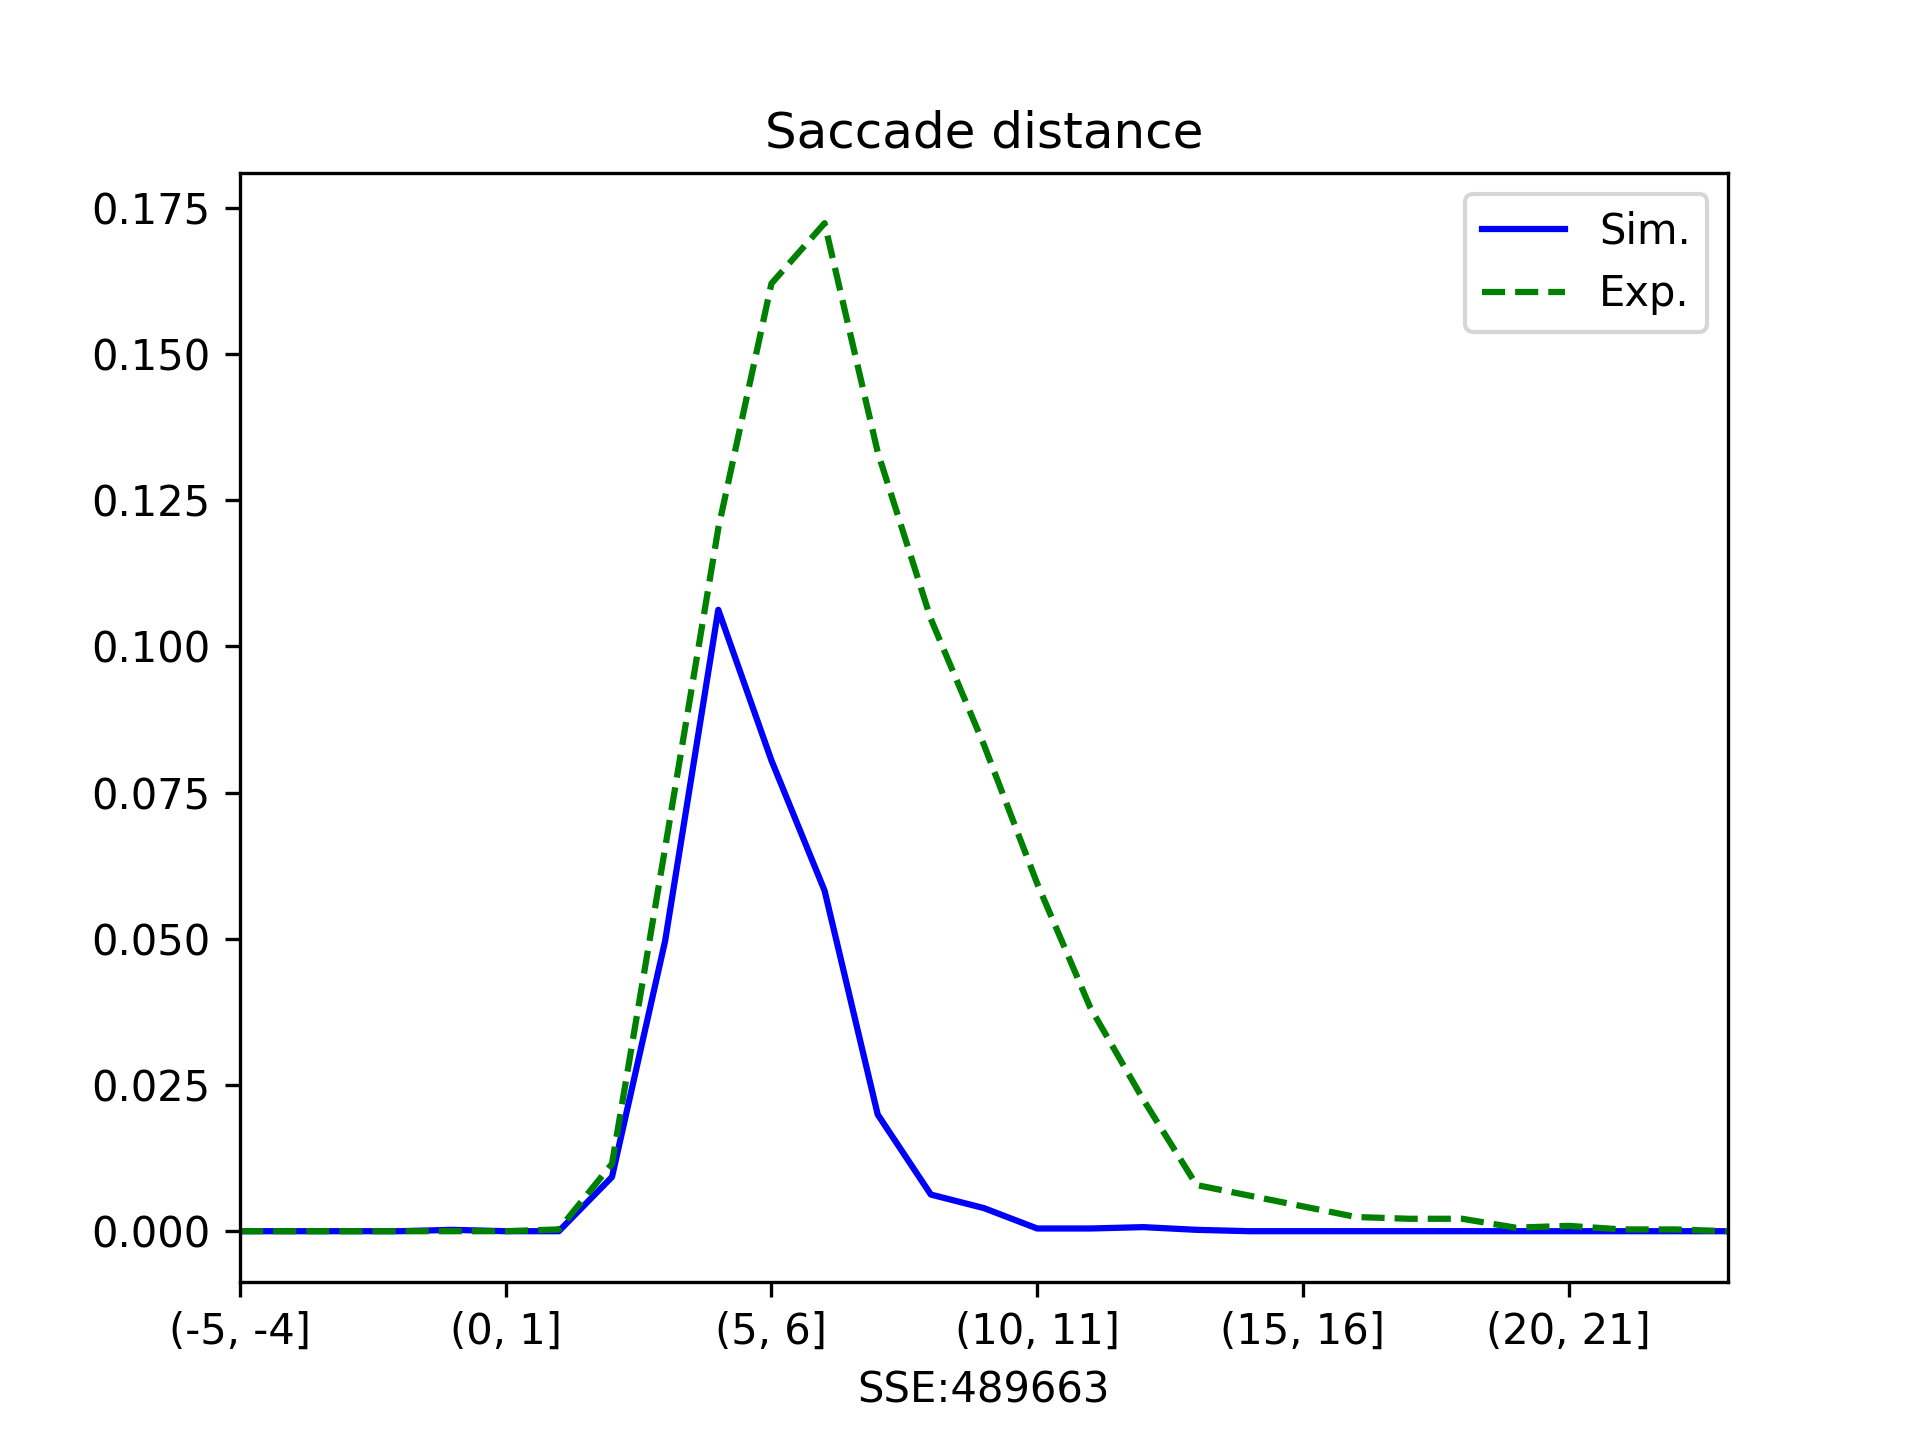 Saccade distance
0.175
0.150
0.125
0.100
0.075
0.050
0.025
0.000
Sim.
Exp.
(-5, -4] (0, 1] (5, 6] (10, 11] (15, 16] (20, 21]
SSE:489663